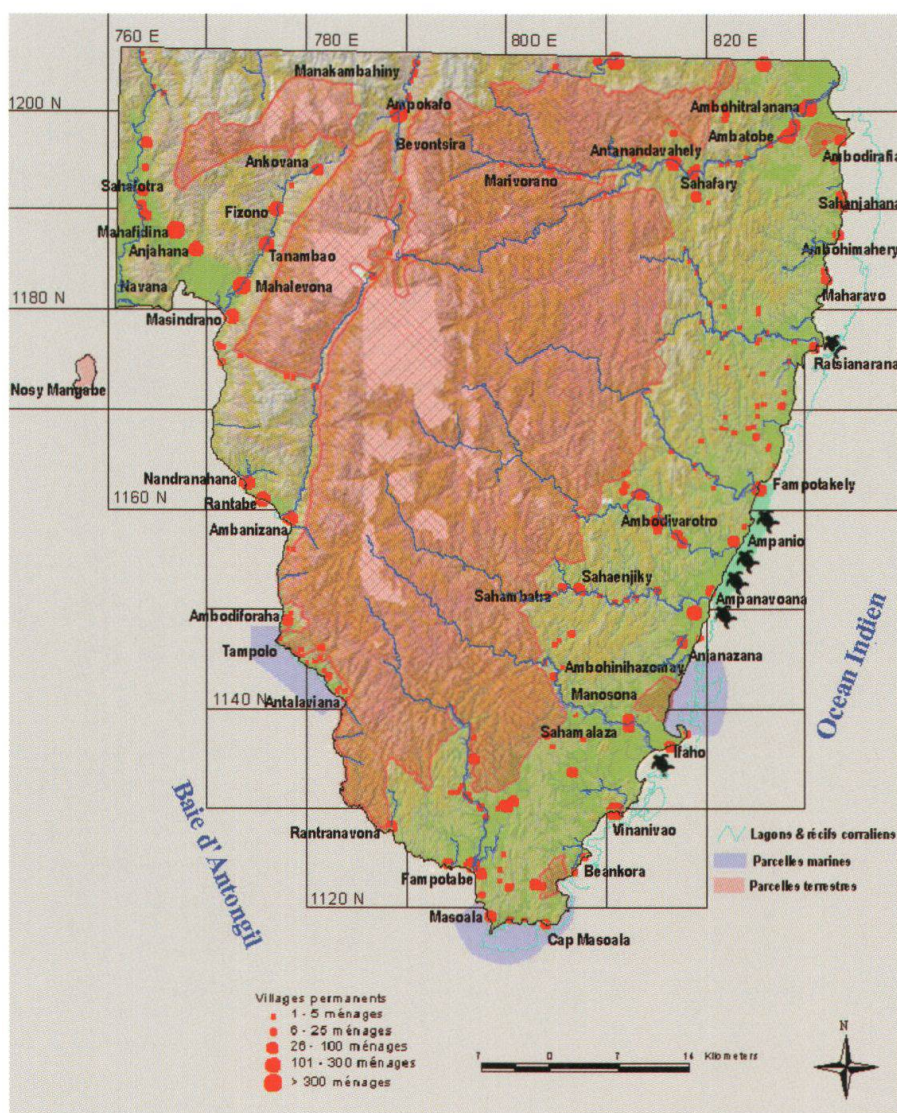 760 E
780 E
800 E
820 E
1200 N
1180 N
1160 N
1140 N
1120 N
Manakambahiny
Ampokafo
Bevontsira
Ankovana
Sahafotra
Fizono
Mahafidina
Anjahana
Tanambao
Navana
Mahalevona
Masindrano
Nosy Mangabe
Marivorano
Antanandavahely
Sahafary
Ambohitralanana
Ambatobe
Ambodirafia
Sahanjahana
Ambohimahery
Maharavo
Ratsianarana
Nandranahana
Rantabe
Ambanizana
Fampotakely
Ambodivarotro
Ampanio
Sahaenjiky
Sahambatra
Ampanavoana
Ambodiforaha
Tampolo
Antalaviana
Ambohinihazomay
Anjanazana
Manosona
Sahamalaza
Ifaho
Rantranavona
Vinanivao
Fampotabe
Beankora
Masoala
Cap Masoala
Ocean Indien
Baie d'Antongil
Lagons & récifs corraliens
Parcelles marines
Parcelles terrestres
Villages permanents
1 - 5 ménages
6 - 25 ménages
26 - 100 ménages
101 - 300 ménages
> 300 ménages
7 0 7 14 Kilometers
N